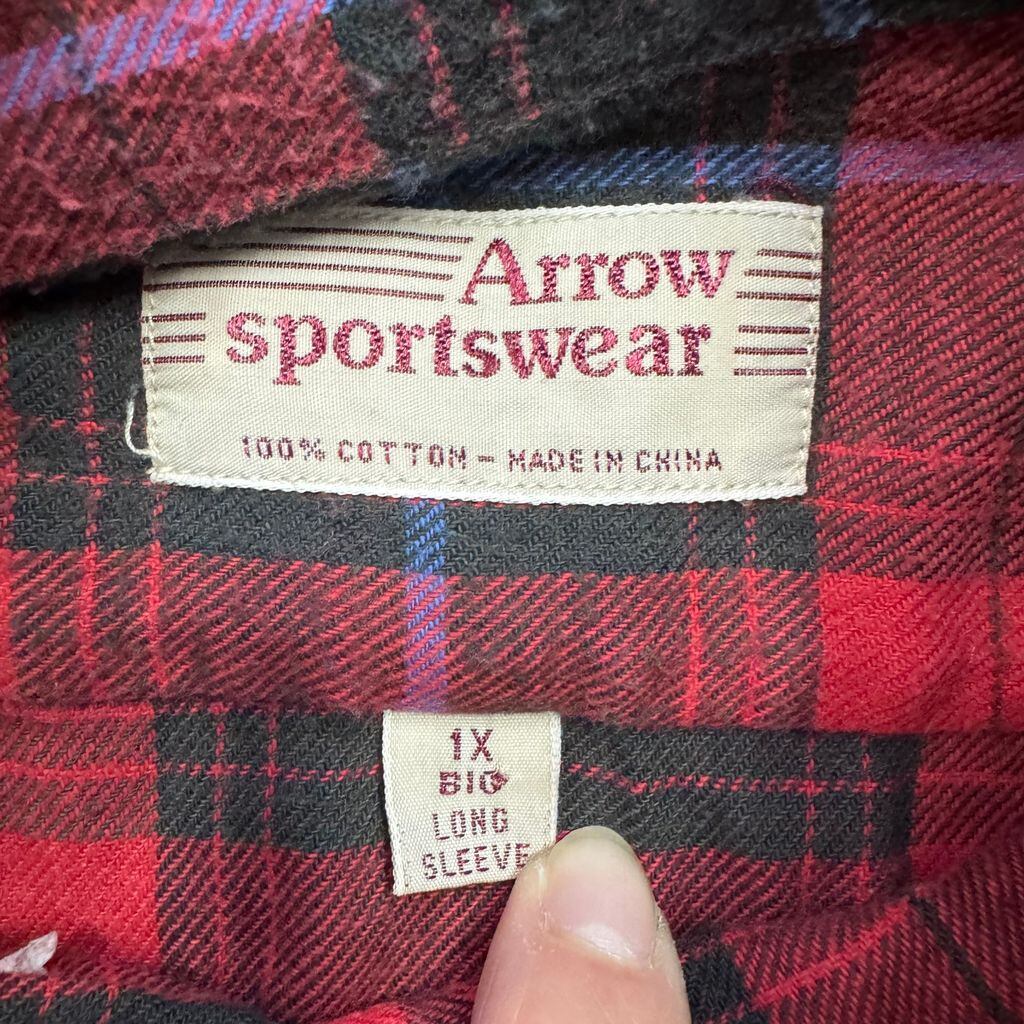 Arrow
sportswear
100% COTTON - MADE IN CHINA
1X
BIG
LONG
SLEEVE